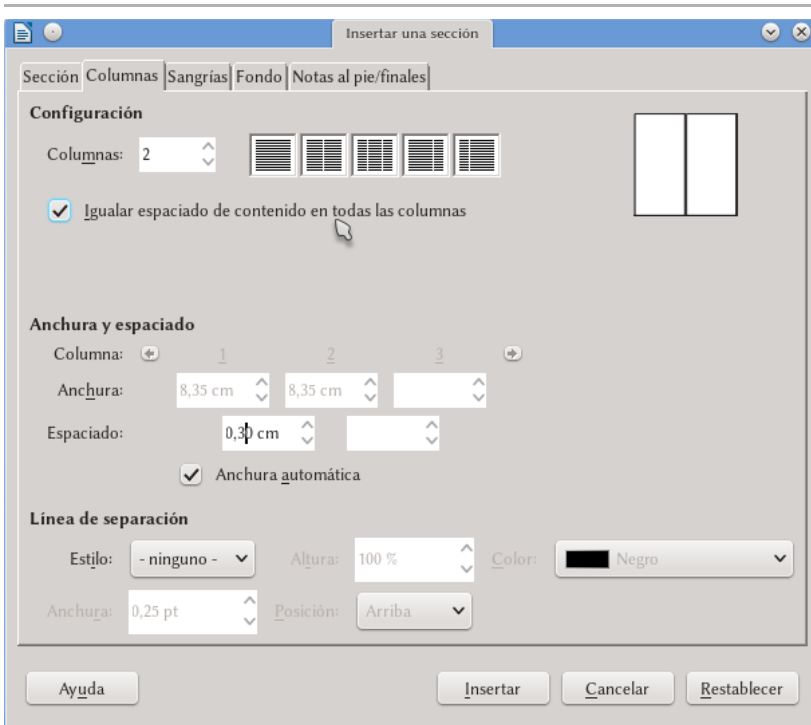 Insertar una sección
Sección Columnas Sangrías Fondo Notas al pie/finales
Configuración
Columnas: 2
Igualar espaciado de contenido en todas las columnas
Anchura y espaciado
Columna: 1 2 3
Anchura: 8,35 cm 8,35 cm
Espaciado: 0,30 cm
Anchura automática
Línea de separación
Estilo: - ninguno - Altura: 100 % Color: Negro
Anchura: 0,25 pt Posición: Arriba
Ayuda Insertar Cancelar Restablecer